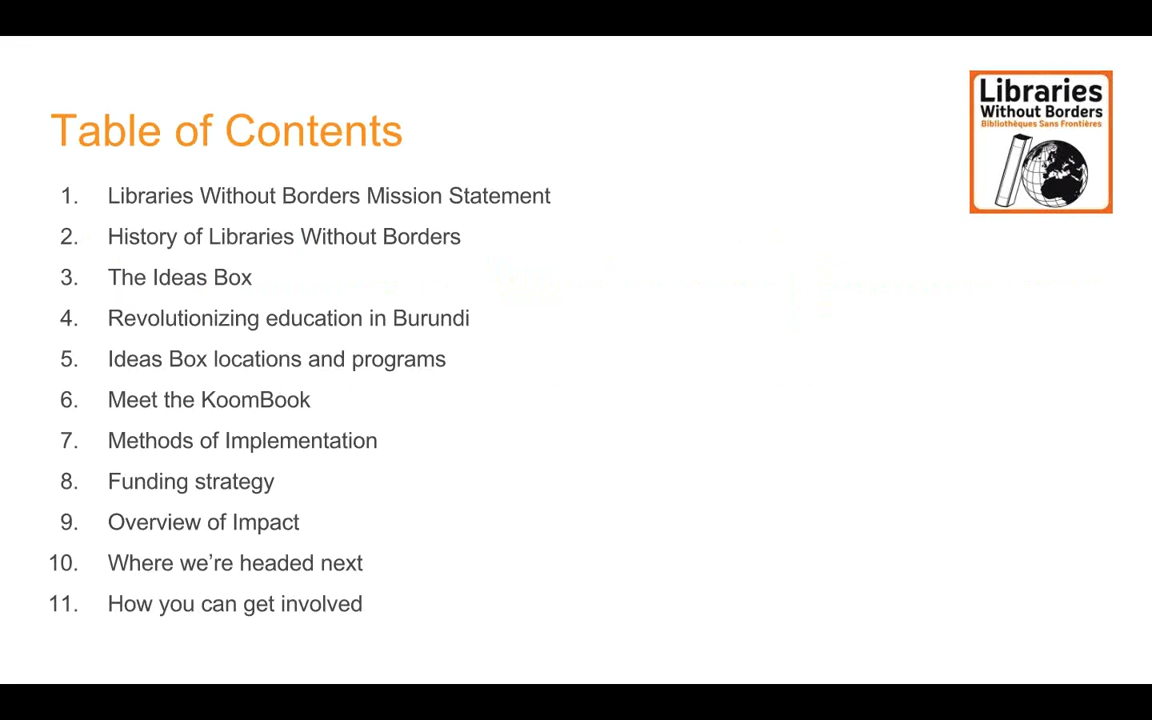 Table of Contents
1. Libraries Without Borders Mission Statement
2. History of Libraries Without Borders
3. The Ideas Box
4. Revolutionizing education in Burundi
5. Ideas Box locations and programs
6. Meet the KoomBook
7. Methods of Implementation
8. Funding strategy
9. Overview of Impact
10. Where we’re headed next
11. How you can get involved
Libraries
Without Borders
Bibliothèques Sans Frontières